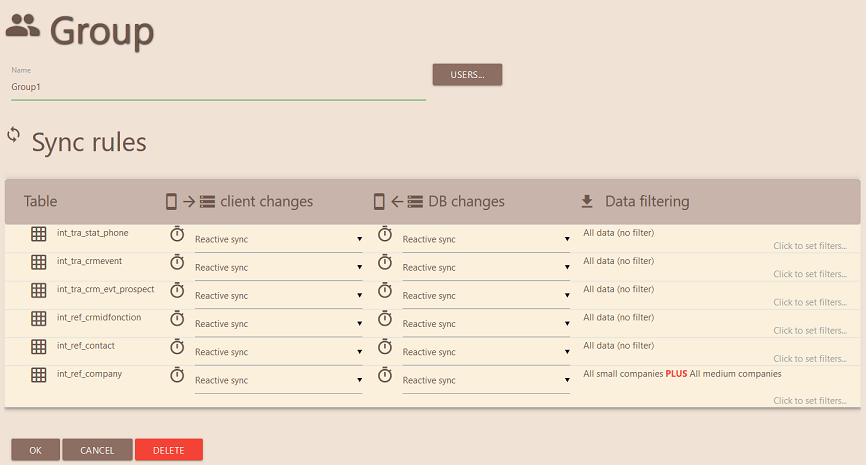 Group
Name
USERS...
Group1
Sync rules
Table client changes DB changes Data filtering
int_tra_stat_phone Reactive sync Reactive sync All data (no filter)
Click to set filters...
int_tra_crmevent Reactive sync Reactive sync All data (no filter)
Click to set filters...
int_tra_crm_evt_prospect Reactive sync Reactive sync All data (no filter)
Click to set filters...
int_ref_crmidfonction Reactive sync Reactive sync All data (no filter)
Click to set filters...
int_ref_contact Reactive sync Reactive sync All data (no filter)
Click to set filters...
int_ref_company Reactive sync Reactive sync All small companies PLUS All medium companies
Click to set filters...
OK CANCEL DELETE